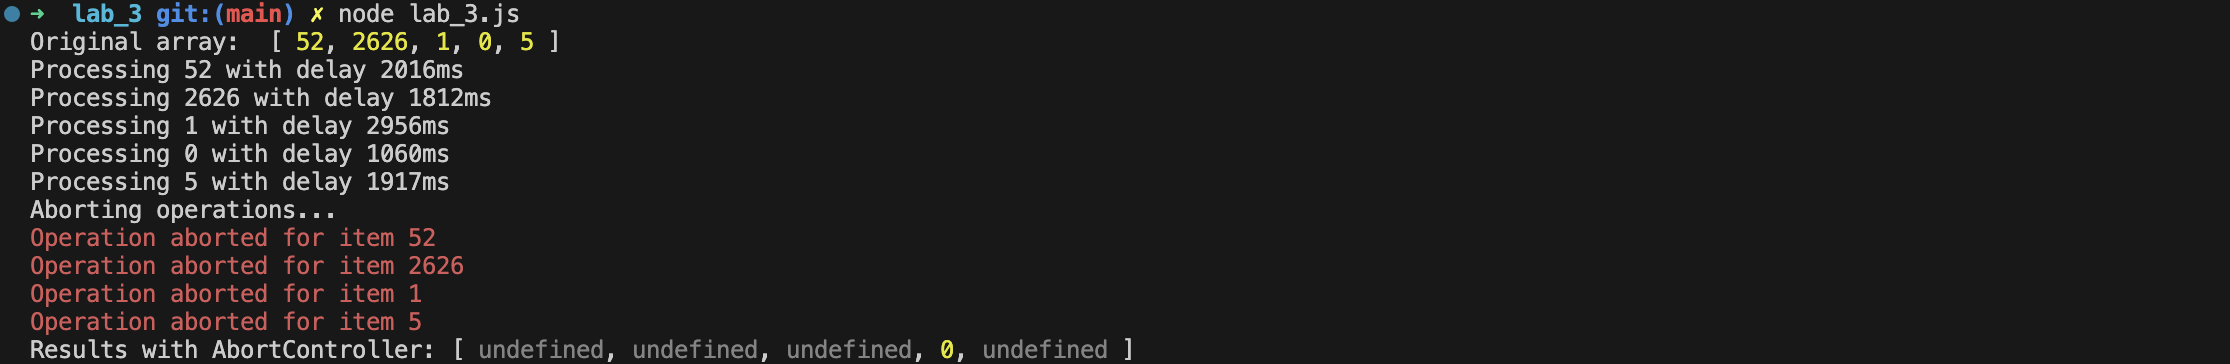 ➜ lab_3 git:(main) ✗ node lab_3.js
Original array:  [ 52, 2626, 1, 0, 5 ]
Processing 52 with delay 2016ms
Processing 2626 with delay 1812ms
Processing 1 with delay 2956ms
Processing 0 with delay 1060ms
Processing 5 with delay 1917ms
Aborting operations...
Operation aborted for item 52
Operation aborted for item 2626
Operation aborted for item 1
Operation aborted for item 5
Results with AbortController: [ undefined, undefined, undefined, 0, undefined ]